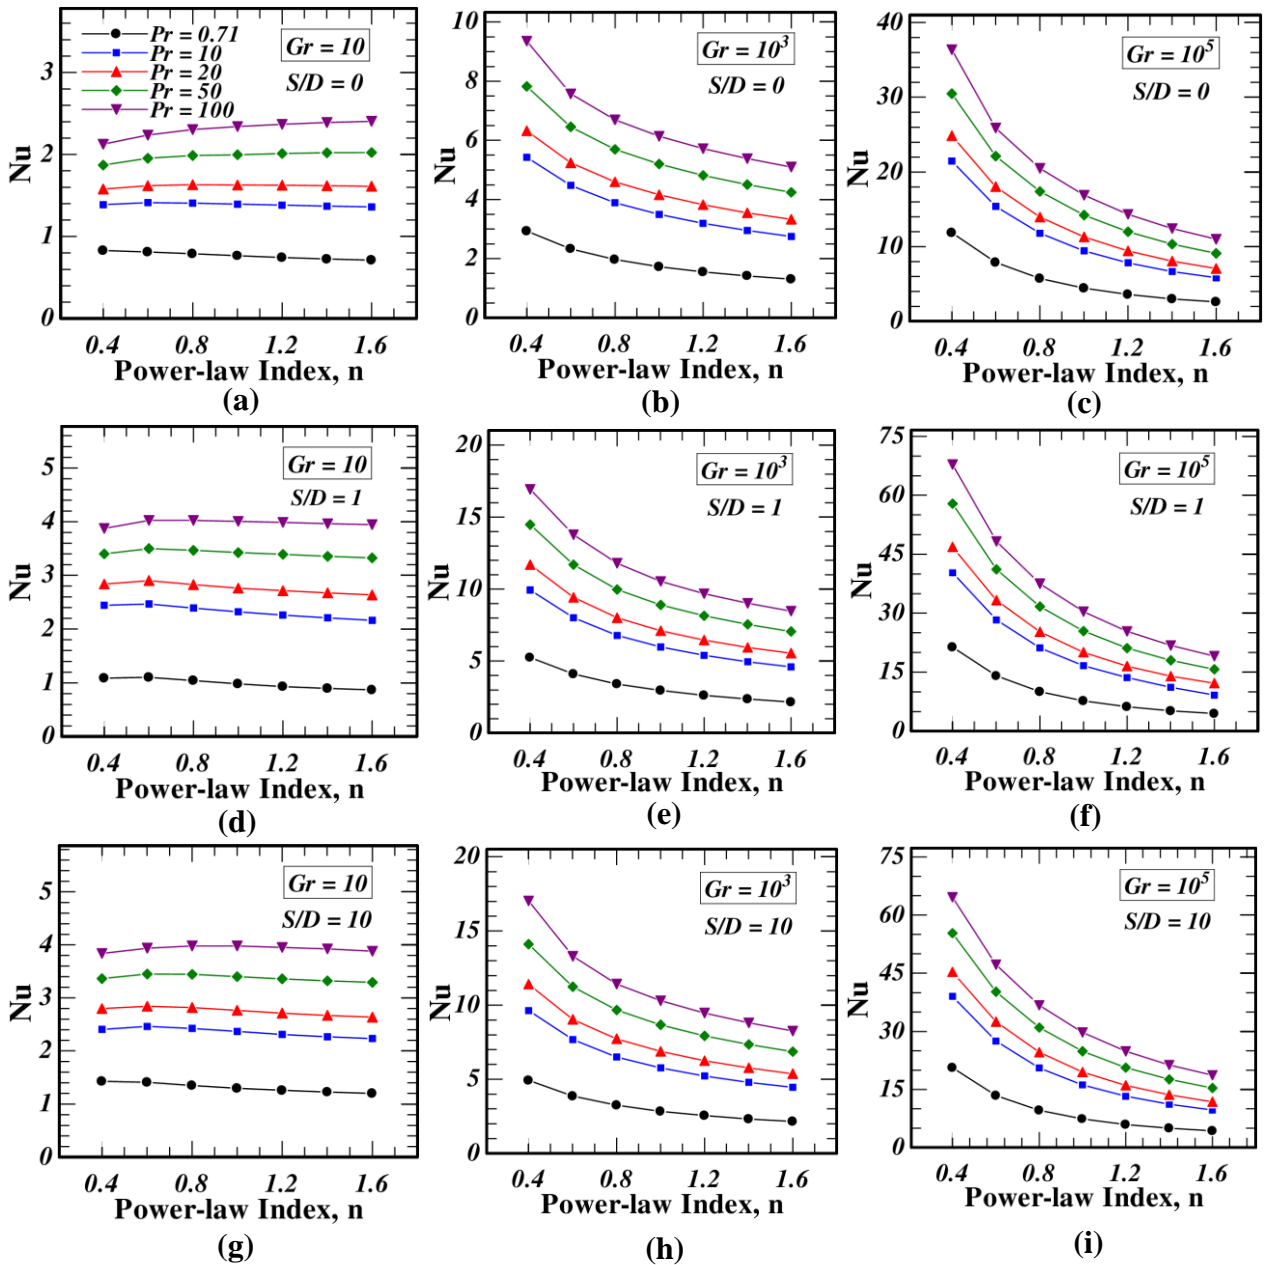 Pr = 0.71
Pr = 10
Pr = 20
Pr = 50
Pr = 100
Gr = 10
S/D = 0
Nu
3
2
1
0
0.4 0.8 1.2 1.6
Power-law Index, n
(a)
Gr = 10³
S/D = 0
Nu
10
8
6
4
2
0
0.4 0.8 1.2 1.6
Power-law Index, n
(b)
Gr = 10⁵
S/D = 0
Nu
40
30
20
10
0
0.4 0.8 1.2 1.6
Power-law Index, n
(c)
Gr = 10
S/D = 1
Nu
5
4
3
2
1
0
0.4 0.8 1.2 1.6
Power-law Index, n
(d)
Gr = 10³
S/D = 1
Nu
20
15
10
5
0
0.4 0.8 1.2 1.6
Power-law Index, n
(e)
Gr = 10⁵
S/D = 1
Nu
75
60
45
30
15
0
0.4 0.8 1.2 1.6
Power-law Index, n
(f)
Gr = 10
S/D = 10
Nu
5
4
3
2
1
0
0.4 0.8 1.2 1.6
Power-law Index, n
(g)
Gr = 10³
S/D = 10
Nu
20
15
10
5
0
0.4 0.8 1.2 1.6
Power-law Index, n
(h)
Gr = 10⁵
S/D = 10
Nu
75
60
45
30
15
0
0.4 0.8 1.2 1.6
Power-law Index, n
(i)